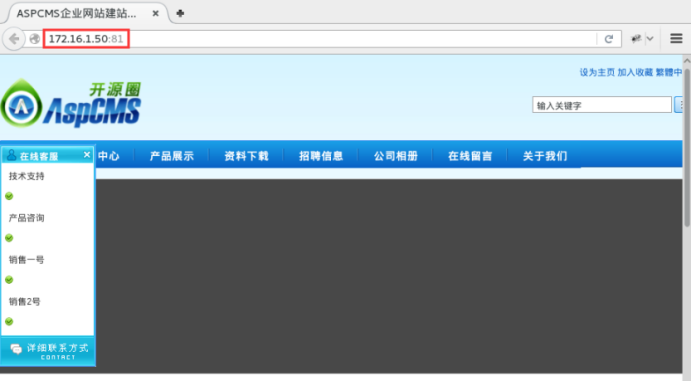 ASPCMS企业网站建站...
172.16.1.50:81
设为主页 加入收藏 繁體中
开源圈
AspCMS
输入关键字
在线客服
中心 产品展示 资料下载 招聘信息 公司相册 在线留言 关于我们
技术支持
产品咨询
销售一号
销售2号
详细联系方式
CONTACT